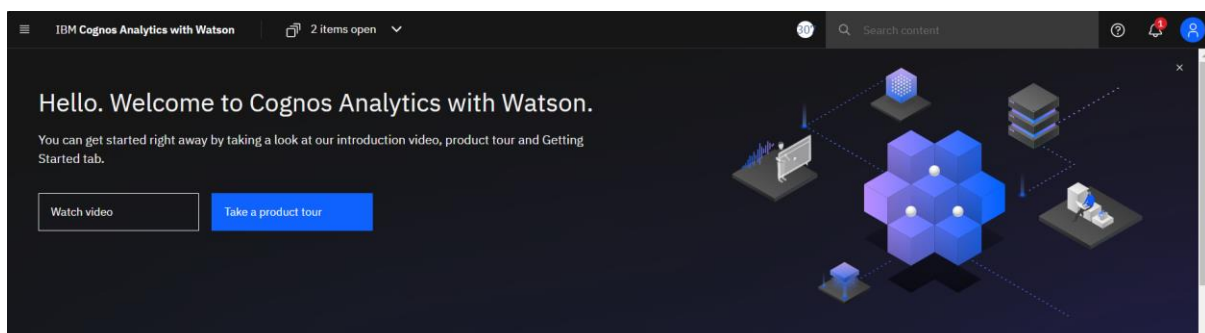 IBM Cognos Analytics with Watson
2 items open
30
Search content
1
Hello. Welcome to Cognos Analytics with Watson.
You can get started right away by taking a look at our introduction video, product tour and Getting
Started tab.
Watch video
Take a product tour